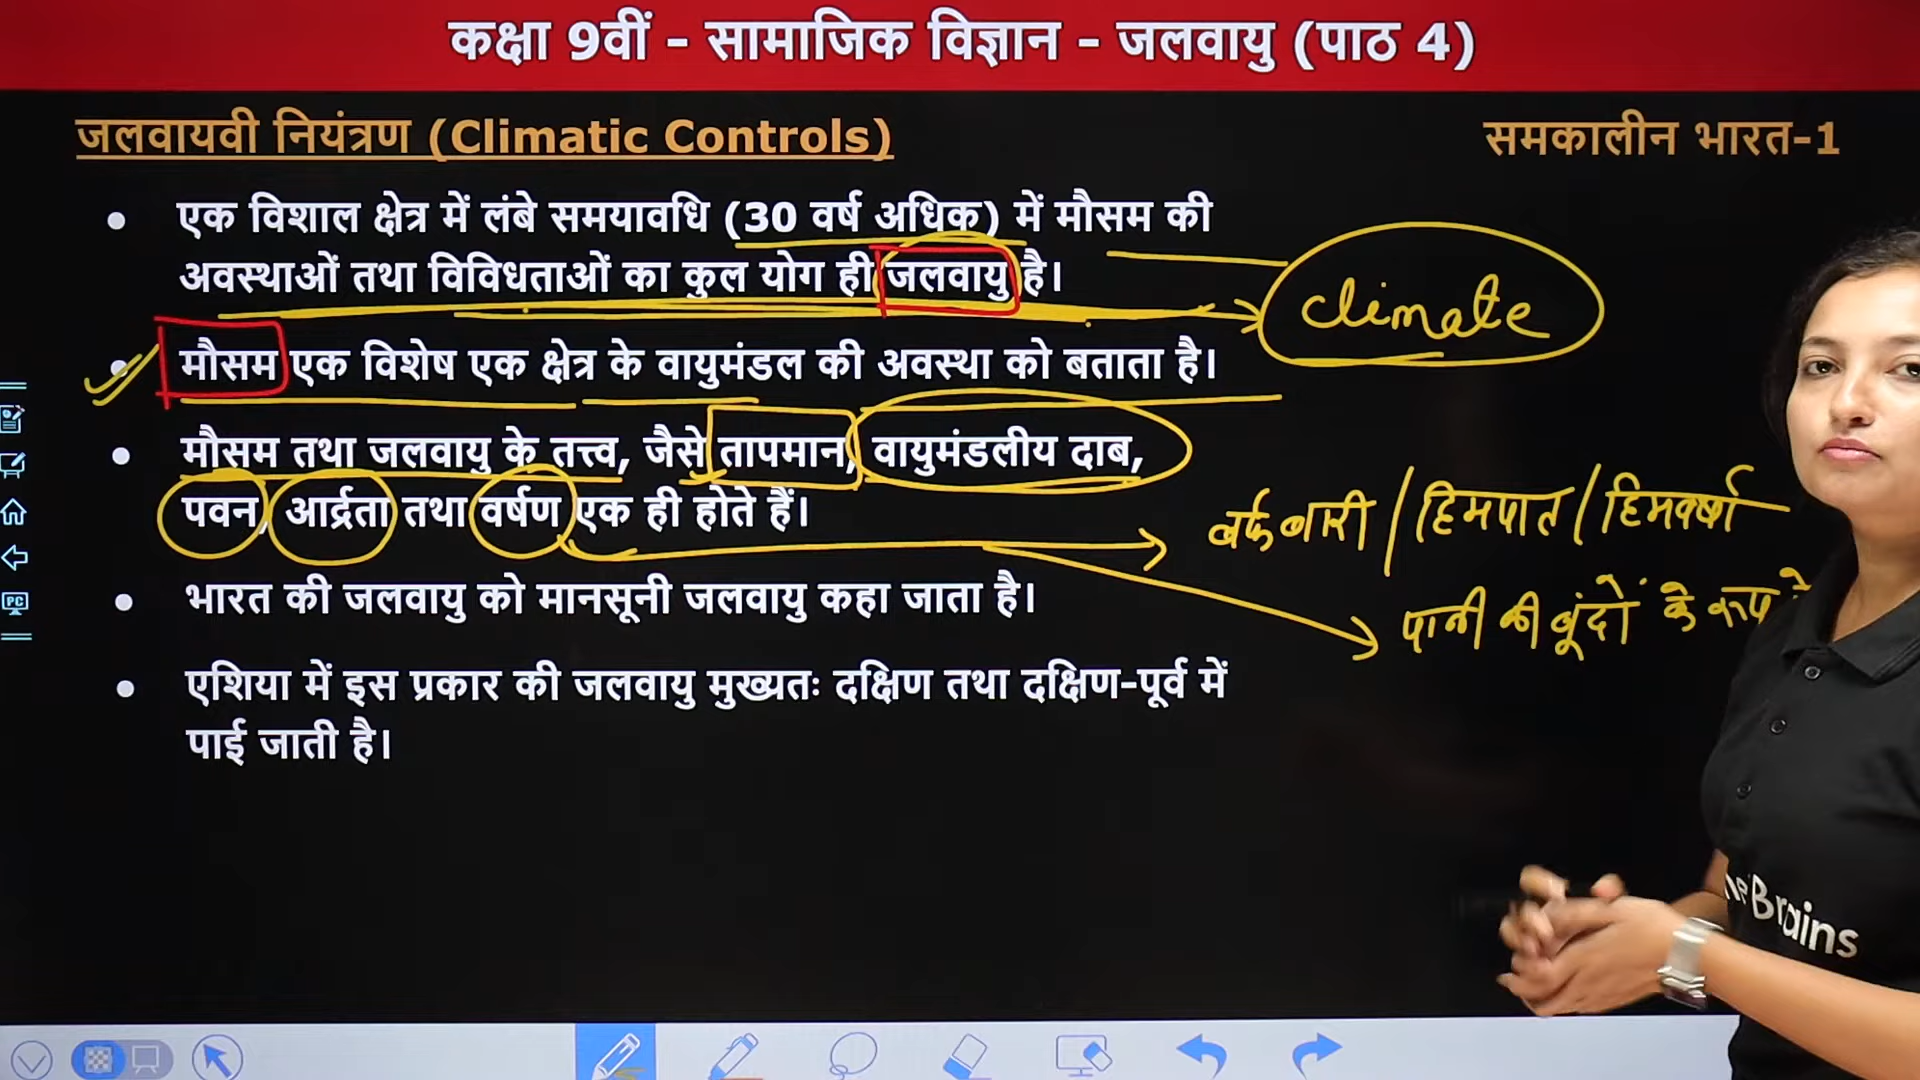 कक्षा 9वीं - सामाजिक विज्ञान - जलवायु (पाठ 4)
जलवायवी नियंत्रण (Climatic Controls)
समकालीन भारत-1
• एक विशाल क्षेत्र में लंबे समयावधि (30 वर्ष अधिक) में मौसम की
अवस्थाओं तथा विविधताओं का कुल योग ही जलवायु है।
climate
• मौसम एक विशेष एक क्षेत्र के वायुमंडल की अवस्था को बताता है।
• मौसम तथा जलवायु के तत्त्व, जैसे तापमान, वायुमंडलीय दाब,
पवन, आर्द्रता तथा वर्षण एक ही होते हैं।
बर्फबारी / हिमपात / हिमवर्षा
पानी की बूंदों के रूप
• भारत की जलवायु को मानसूनी जलवायु कहा जाता है।
• एशिया में इस प्रकार की जलवायु मुख्यतः दक्षिण तथा दक्षिण-पूर्व में
पाई जाती है।
Brains
PC